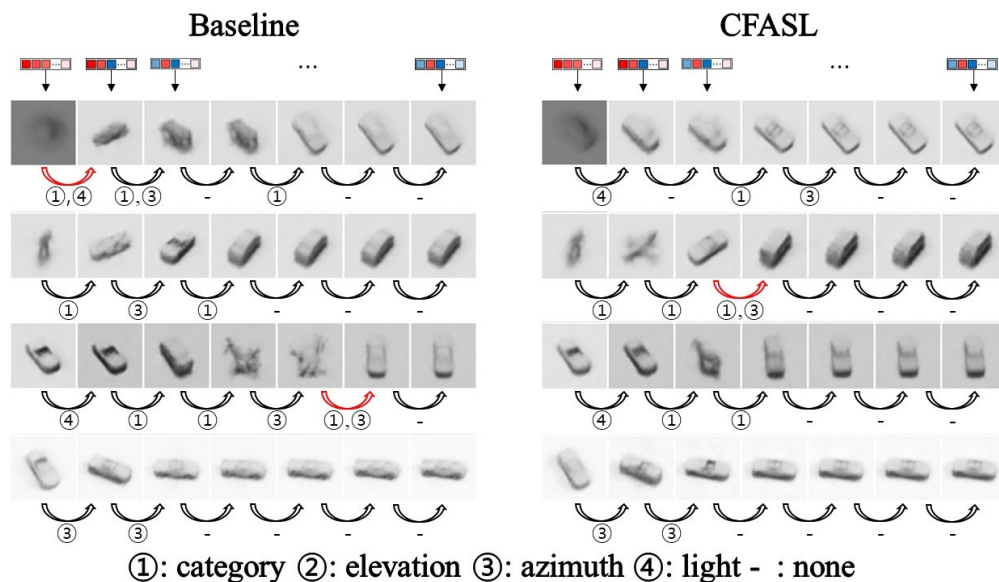 Baseline CFASL
... ...
①,④ ①,③ - ① - - ④ - ① ③ - -
① ③ ① - - - ① ① ①,③ - - -
④ ① ① ③ ①,③ - ④ ① ① - - -
③ ③ - - - - ③ ③ - - - -
①: category ②: elevation ③: azimuth ④: light - : none